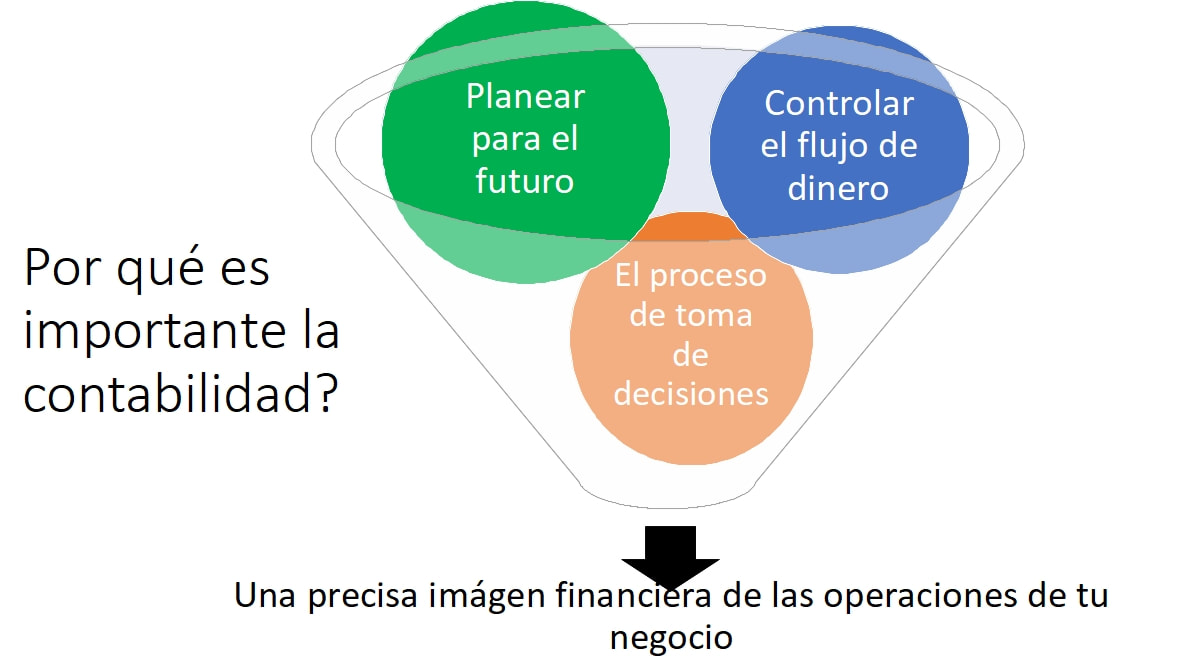 Por qué es
importante la
contabilidad?
Planear
para el
futuro
Controlar
el flujo de
dinero
El proceso
de toma
de
decisiones
Una precisa imágen financiera de las operaciones de tu
negocio